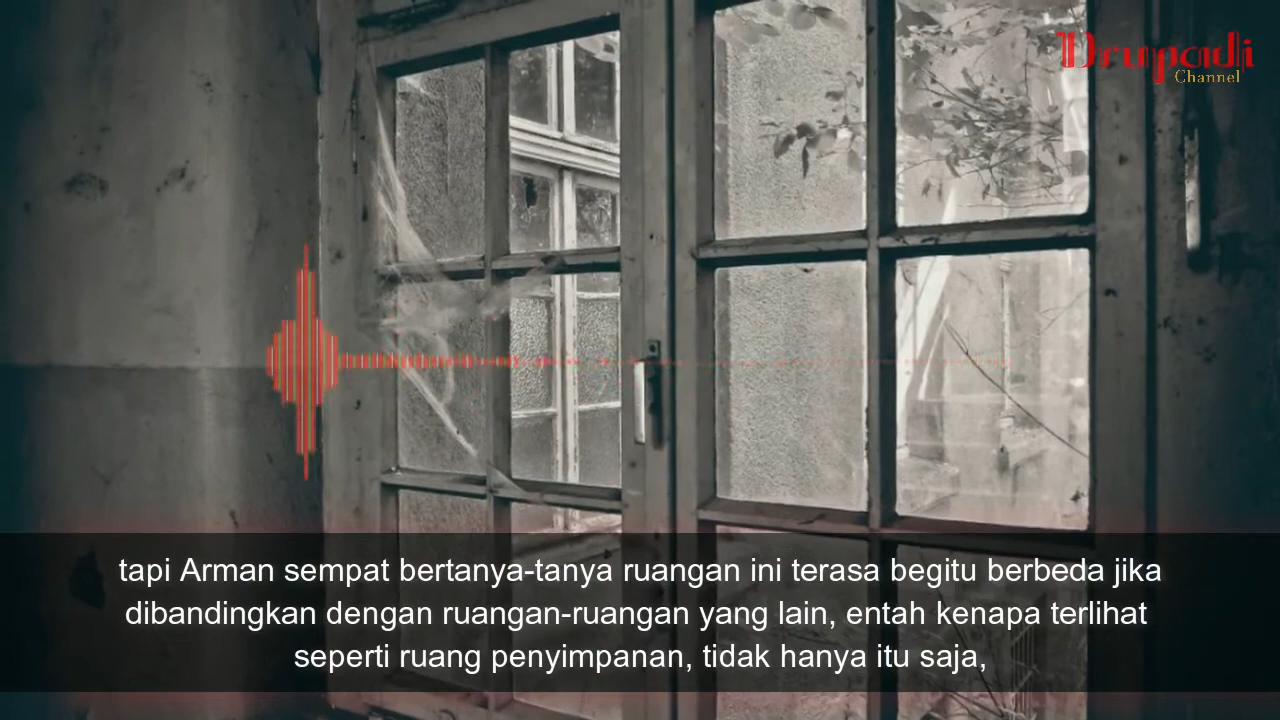 Drupadi
Channel
tapi Arman sempat bertanya-tanya ruangan ini terasa begitu berbeda jika
dibandingkan dengan ruangan-ruangan yang lain, entah kenapa terlihat
seperti ruang penyimpanan, tidak hanya itu saja,